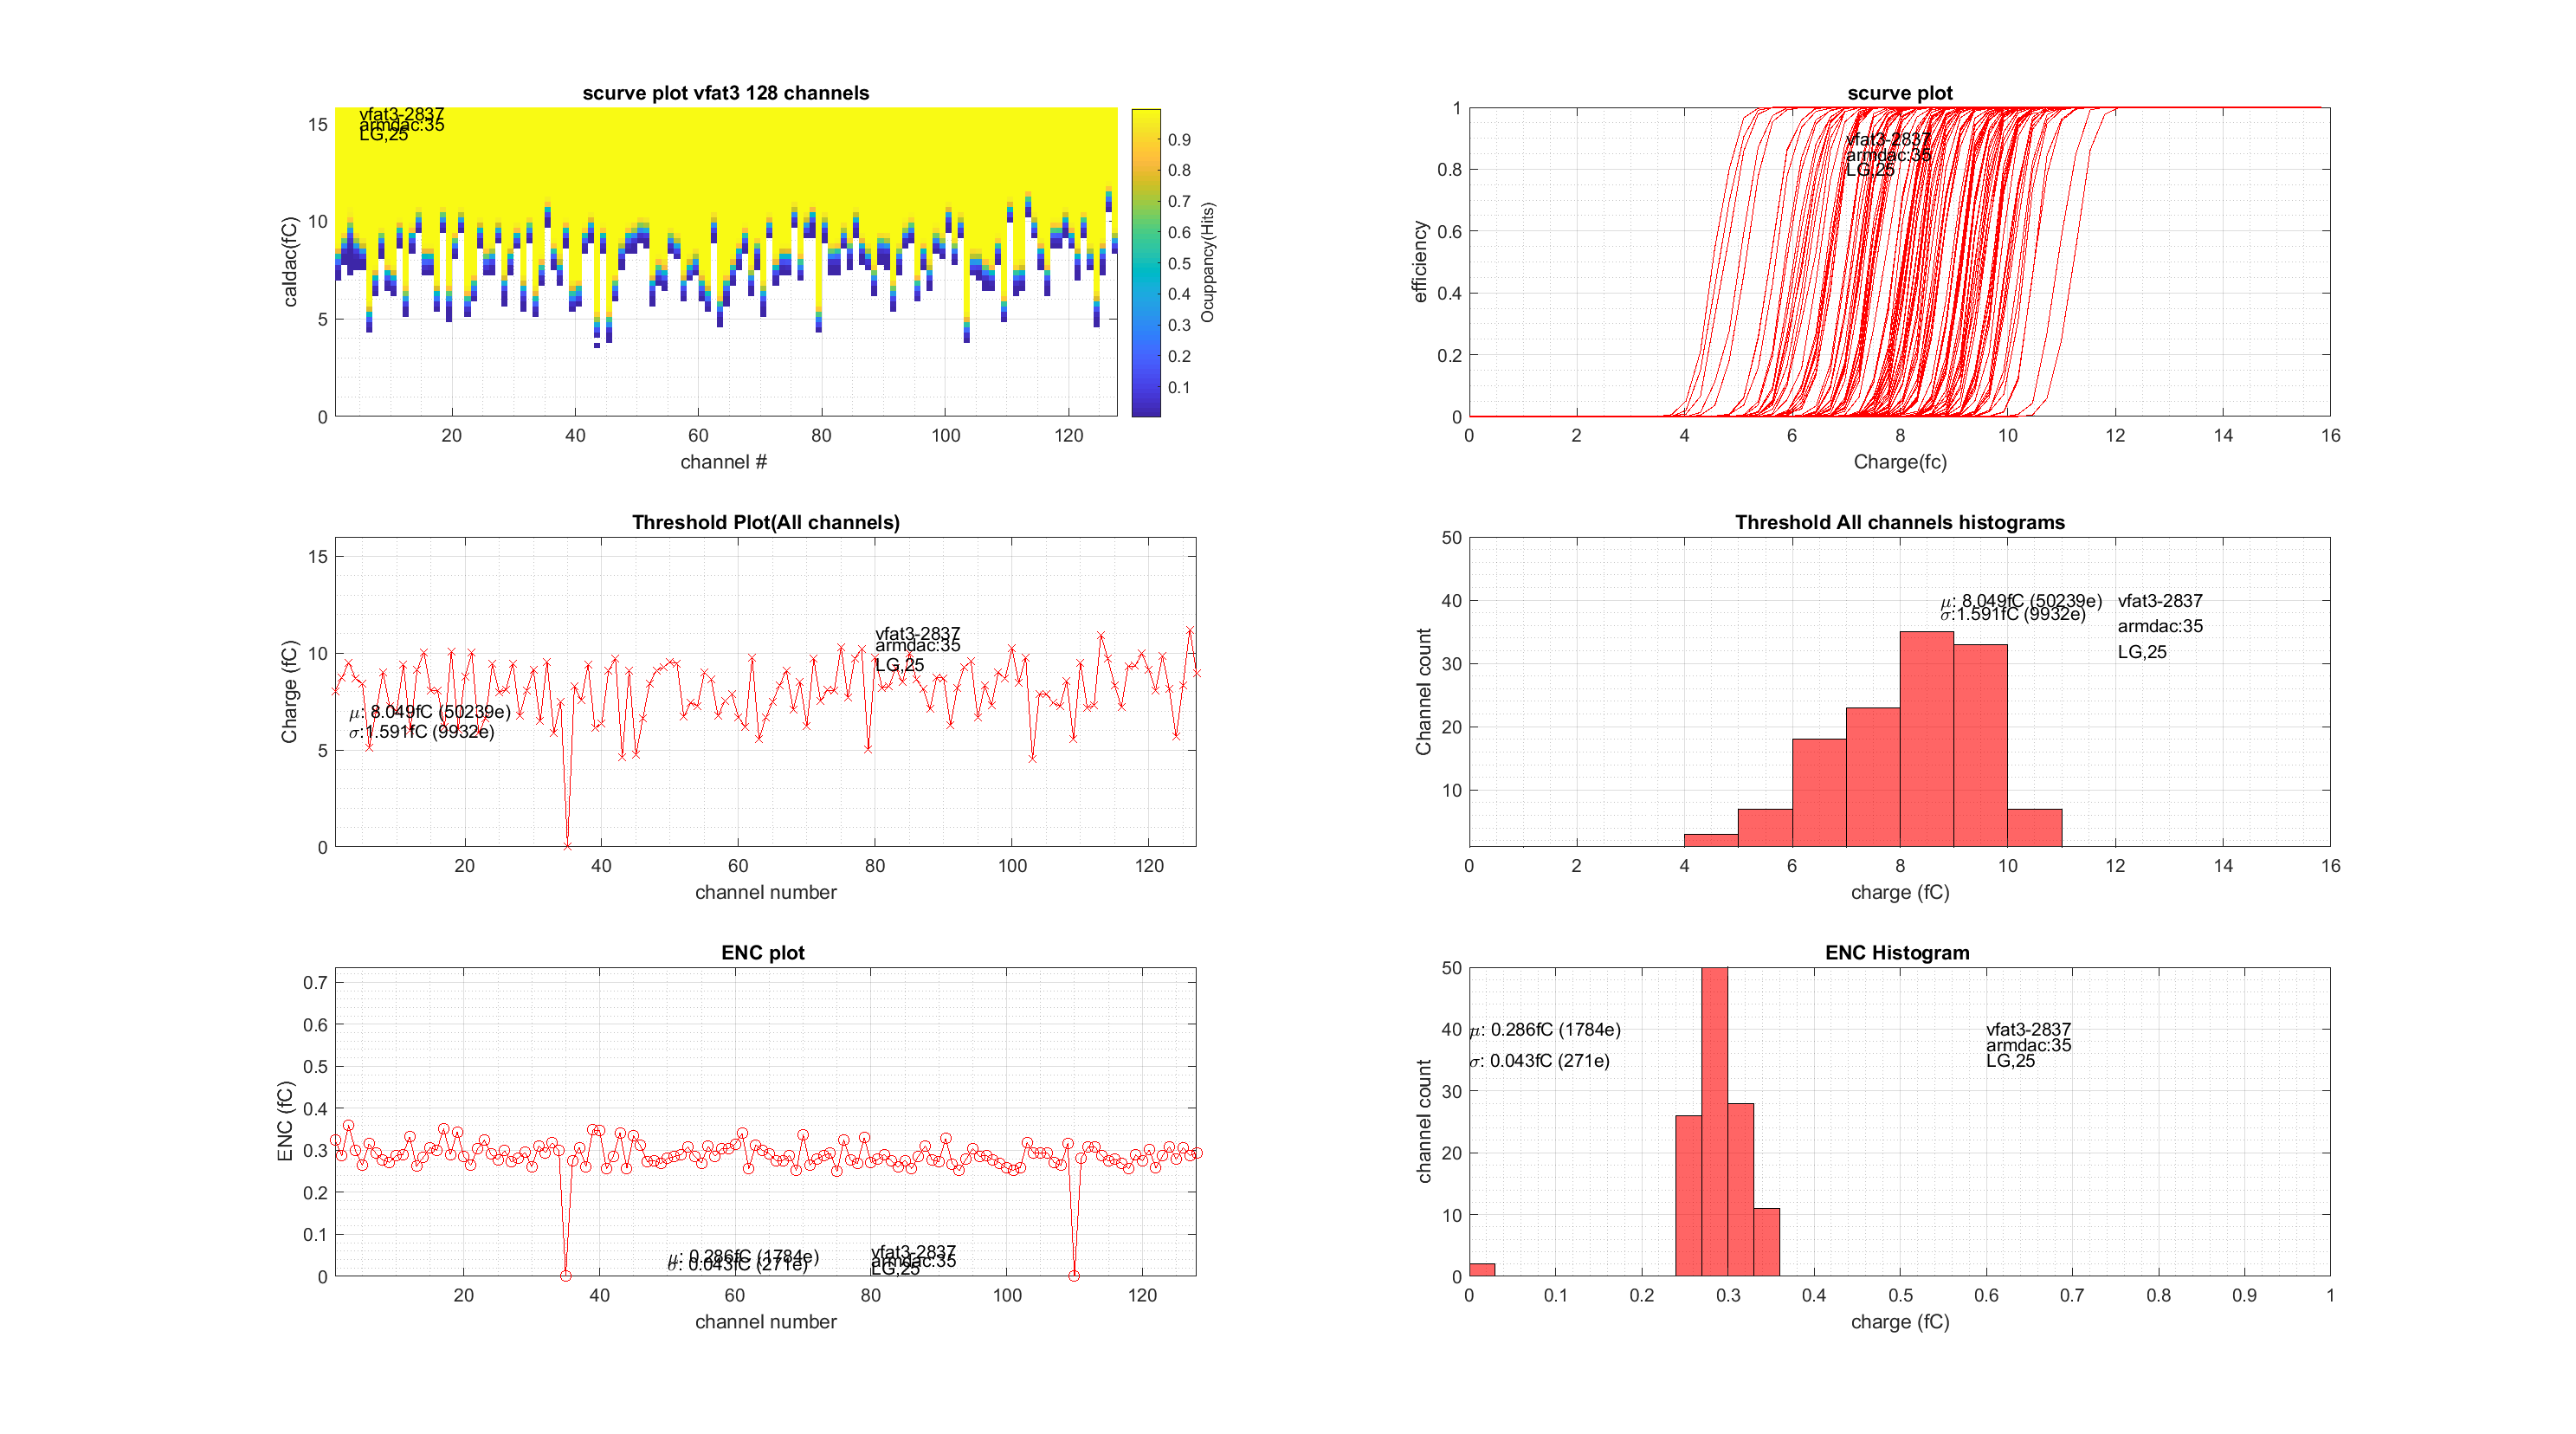 scurve plot vfat3 128 channels
vfat3-2837
armdac:35
LG,25
15
10
5
0
caldac(fC)
20
40
60
80
100
120
channel #
0.9
0.8
0.7
0.6
0.5
0.4
0.3
0.2
0.1
Ocuppancy(Hits)
scurve plot
vfat3-2837
armdac:35
LG,25
1
0.8
0.6
0.4
0.2
0
efficiency
0
2
4
6
8
10
12
14
16
Charge(fc)
Threshold Plot(All channels)
vfat3-2837
armdac:35
LG,25
μ: 8.049fC (50239e)
σ:1.591fC (9932e)
15
10
5
0
Charge (fC)
20
40
60
80
100
120
channel number
Threshold All channels histograms
μ: 8.049fC (50239e)
σ:1.591fC (9932e)
vfat3-2837
armdac:35
LG,25
50
40
30
20
10
Channel count
0
2
4
6
8
10
12
14
16
charge (fC)
ENC plot
0.7
0.6
0.5
0.4
0.3
0.2
0.1
0
ENC (fC)
μ: 0.286fC (1784e)
σ: 0.043fC (271e)
vfat3-2837
armdac:35
LG,25
20
40
60
80
100
120
channel number
ENC Histogram
μ: 0.286fC (1784e)
σ: 0.043fC (271e)
vfat3-2837
armdac:35
LG,25
50
40
30
20
10
0
channel count
0
0.1
0.2
0.3
0.4
0.5
0.6
0.7
0.8
0.9
1
charge (fC)